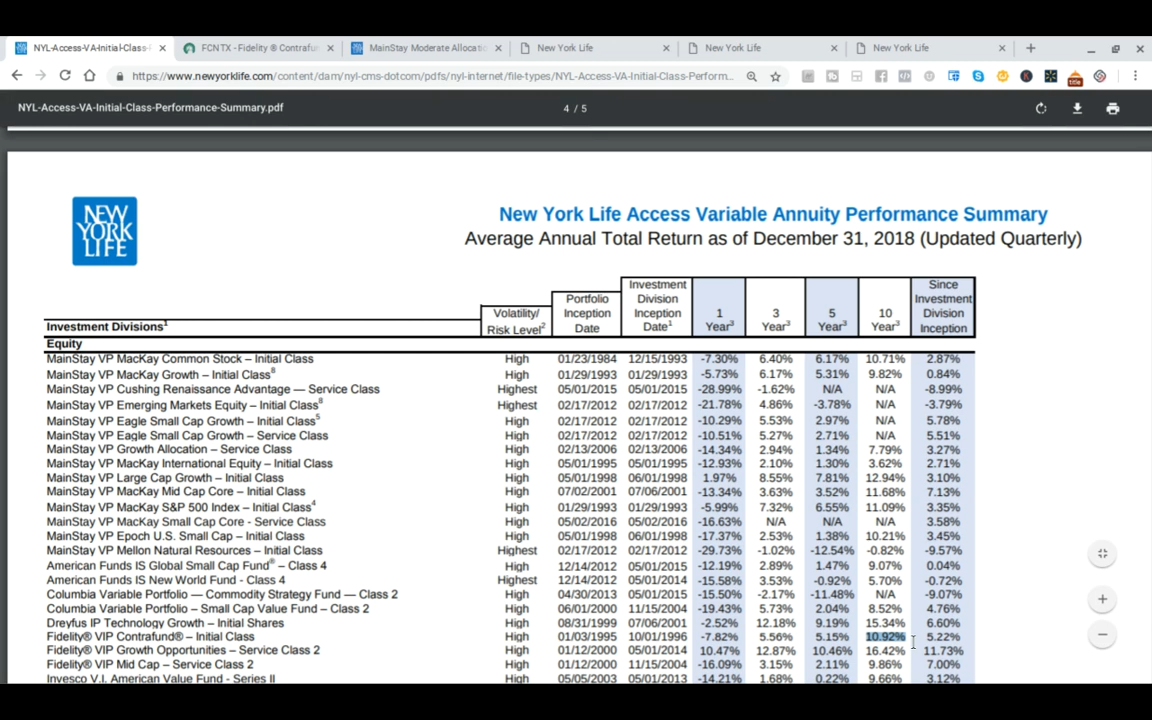 NYL-Access-VA-Initial-Class-P
FCNTX - Fidelity ® Contrafur
MainStay Moderate Allocatio
New York Life
New York Life
New York Life
https://www.newyorklife.com/content/dam/nyl-cms-dotcom/pdfs/nyl-internet/file-types/NYL-Access-VA-Initial-Class-Perform...
NYL-Access-VA-Initial-Class-Performance-Summary.pdf 4 / 5
NEW YORK LIFE
New York Life Access Variable Annuity Performance Summary
Average Annual Total Return as of December 31, 2018 (Updated Quarterly)
Investment Divisions¹ Volatility/ Risk Level² Portfolio Inception Date Investment Division Inception Date¹ 1 Year³ 3 Year³ 5 Year³ 10 Year³ Since Investment Division Inception
Equity
MainStay VP MacKay Common Stock – Initial Class High 01/23/1984 12/15/1993 -7.30% 6.40% 6.17% 10.71% 2.87%
MainStay VP MacKay Growth – Initial Class⁸ High 01/29/1993 01/29/1993 -5.73% 6.17% 5.31% 9.82% 0.84%
MainStay VP Cushing Renaissance Advantage — Service Class Highest 05/01/2015 05/01/2015 -28.99% -1.62% N/A N/A -8.99%
MainStay VP Emerging Markets Equity – Initial Class⁸ Highest 02/17/2012 02/17/2012 -21.78% 4.86% -3.78% N/A -3.79%
MainStay VP Eagle Small Cap Growth – Initial Class⁵ High 02/17/2012 02/17/2012 -10.29% 5.53% 2.97% N/A 5.78%
MainStay VP Eagle Small Cap Growth – Service Class High 02/17/2012 02/17/2012 -10.51% 5.27% 2.71% N/A 5.51%
MainStay VP Growth Allocation – Service Class High 02/13/2006 02/13/2006 -14.34% 2.94% 1.34% 7.79% 3.27%
MainStay VP MacKay International Equity – Initial Class High 05/01/1995 05/01/1995 -12.93% 2.10% 1.30% 3.62% 2.71%
MainStay VP Large Cap Growth – Initial Class High 05/01/1998 06/01/1998 1.97% 8.55% 7.81% 12.94% 3.10%
MainStay VP MacKay Mid Cap Core – Initial Class High 07/02/2001 07/06/2001 -13.34% 3.63% 3.52% 11.68% 7.13%
MainStay VP MacKay S&P 500 Index – Initial Class⁴ High 01/29/1993 01/29/1993 -5.99% 7.32% 6.55% 11.09% 3.35%
MainStay VP MacKay Small Cap Core - Service Class High 05/02/2016 05/02/2016 -16.63% N/A N/A N/A 3.58%
MainStay VP Epoch U.S. Small Cap – Initial Class High 05/01/1998 06/01/1998 -17.37% 2.53% 1.38% 10.21% 3.45%
MainStay VP Mellon Natural Resources – Initial Class Highest 02/17/2012 02/17/2012 -29.73% -1.02% -12.54% -0.82% -9.57%
American Funds IS Global Small Cap Fund® – Class 4 High 12/14/2012 05/01/2015 -12.19% 2.89% 1.47% 9.07% 0.04%
American Funds IS New World Fund - Class 4 Highest 12/14/2012 05/01/2014 -15.58% 3.53% -0.92% 5.70% -0.72%
Columbia Variable Portfolio — Commodity Strategy Fund — Class 2 High 04/30/2013 05/01/2015 -15.50% -2.17% -11.48% N/A -9.07%
Columbia Variable Portfolio – Small Cap Value Fund – Class 2 High 06/01/2000 11/15/2004 -19.43% 5.73% 2.04% 8.52% 4.76%
Dreyfus IP Technology Growth – Initial Shares High 08/31/1999 07/06/2001 -2.52% 12.18% 9.19% 15.34% 6.60%
Fidelity® VIP Contrafund® – Initial Class High 01/03/1995 10/01/1996 -7.82% 5.56% 5.15% 10.92% 5.22%
Fidelity® VIP Growth Opportunities – Service Class 2 High 01/12/2000 05/01/2014 10.47% 12.87% 10.46% 16.42% 11.73%
Fidelity® VIP Mid Cap – Service Class 2 High 01/12/2000 11/15/2004 -16.09% 3.15% 2.11% 9.86% 7.00%
Invesco V.I. American Value Fund - Series II High 05/05/2003 05/01/2013 -14.21% 1.68% 0.22% 9.66% 3.12%